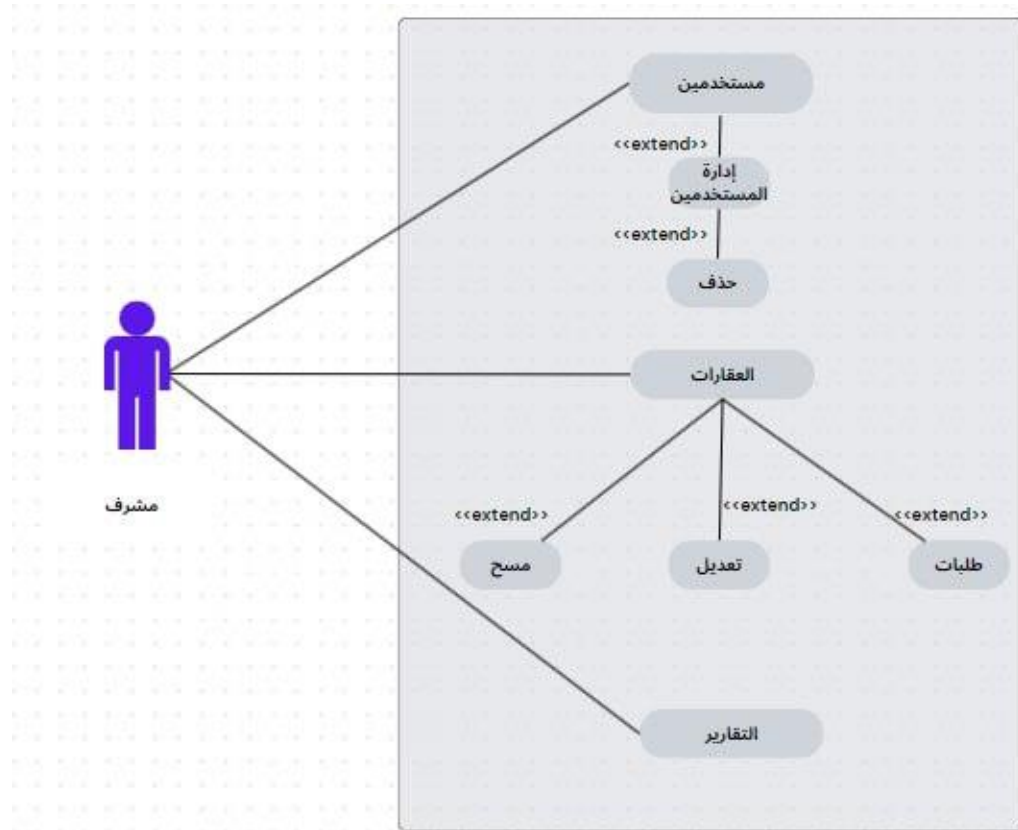 مستخدمين
<<extend>>
إدارة
المستخدمين
<<extend>>
حذف
العقارات
مشرف
<<extend>>
<<extend>>
<<extend>>
طلبات
تعديل
مسح
التقارير